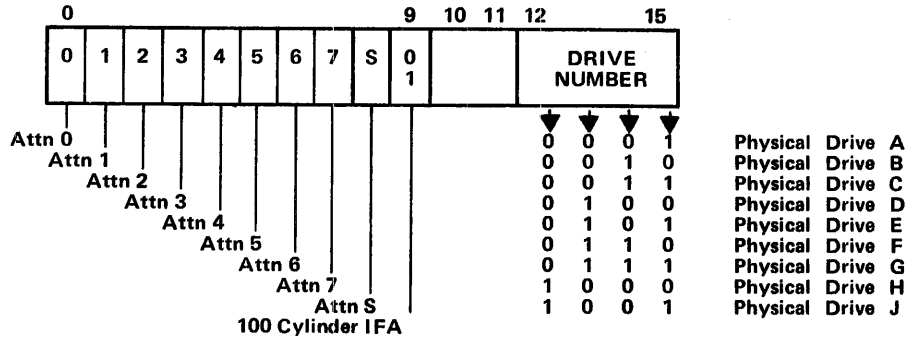 0 9 10 11 12 15
0 1 2 3 4 5 6 7 S 0 DRIVE
1 NUMBER
Attn 0 0 0 0 1 Physical Drive A
Attn 1 0 0 1 0 Physical Drive B
Attn 2 0 0 1 1 Physical Drive C
Attn 3 0 1 0 0 Physical Drive D
Attn 4 0 1 0 1 Physical Drive E
Attn 5 0 1 1 0 Physical Drive F
Attn 6 0 1 1 1 Physical Drive G
Attn 7 1 0 0 0 Physical Drive H
Attn S 1 0 0 1 Physical Drive J
100 Cylinder IFA